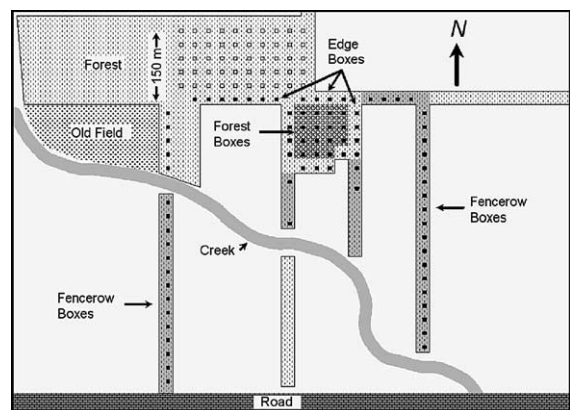 150 m
Forest
Edge
Boxes
N
Old Field
Forest
Boxes
Fencerow
Boxes
Creek
Fencerow
Boxes
Road